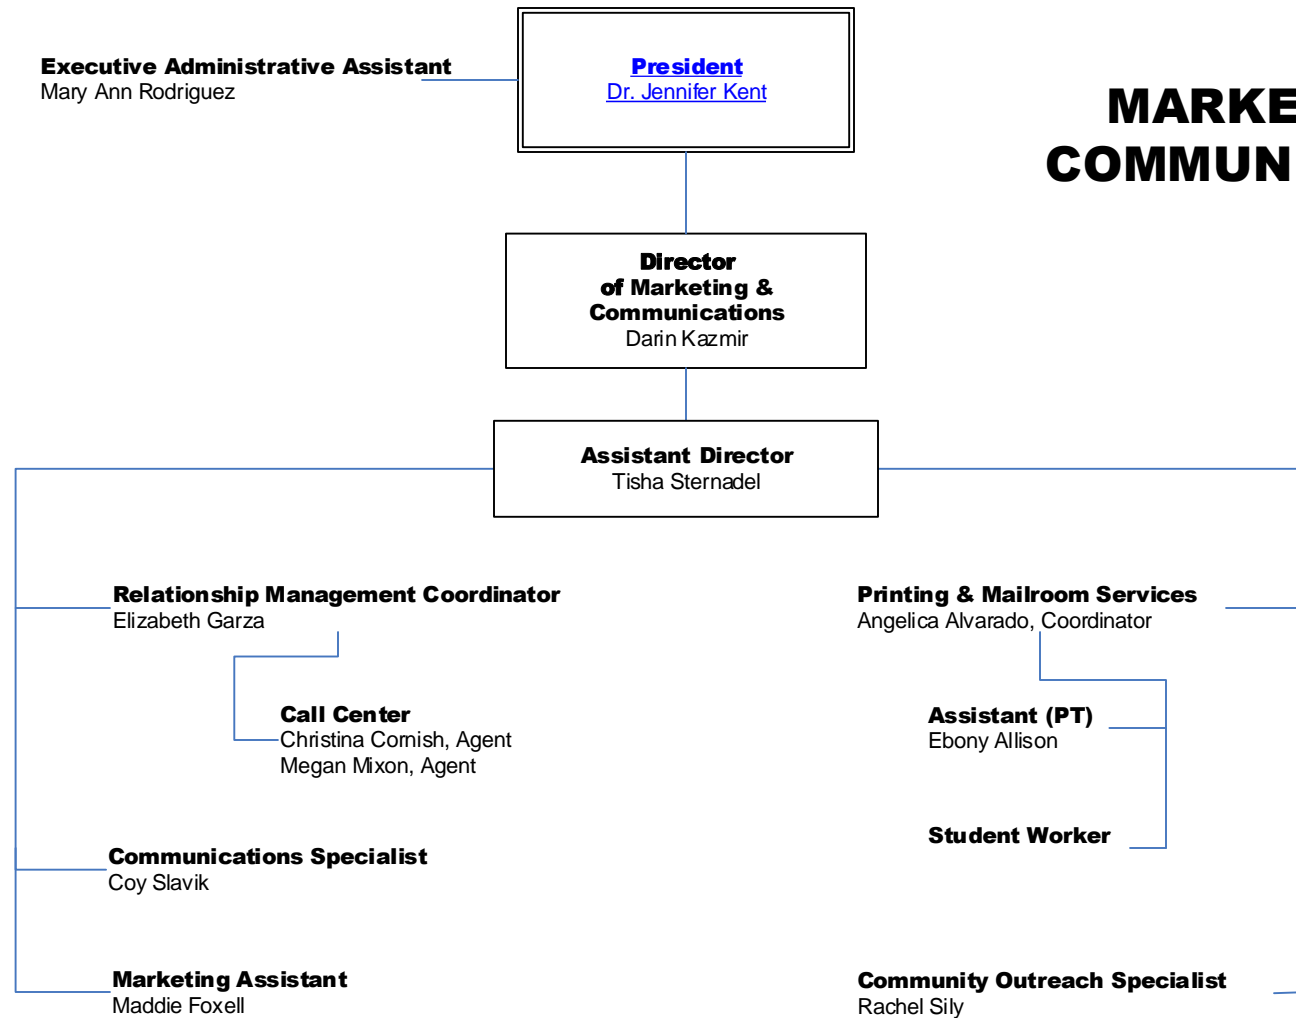 Executive Administrative Assistant
Mary Ann Rodriguez
President
Dr. Jennifer Kent
MARKE
COMMUN
Director
of Marketing &
Communications
Darin Kazmir
Assistant Director
Tisha Sternadel
Relationship Management Coordinator
Elizabeth Garza
Call Center
Christina Cornish, Agent
Megan Mixon, Agent
Communications Specialist
Coy Slavik
Marketing Assistant
Maddie Foxell
Printing & Mailroom Services
Angelica Alvarado, Coordinator
Assistant (PT)
Ebony Allison
Student Worker
Community Outreach Specialist
Rachel Sily